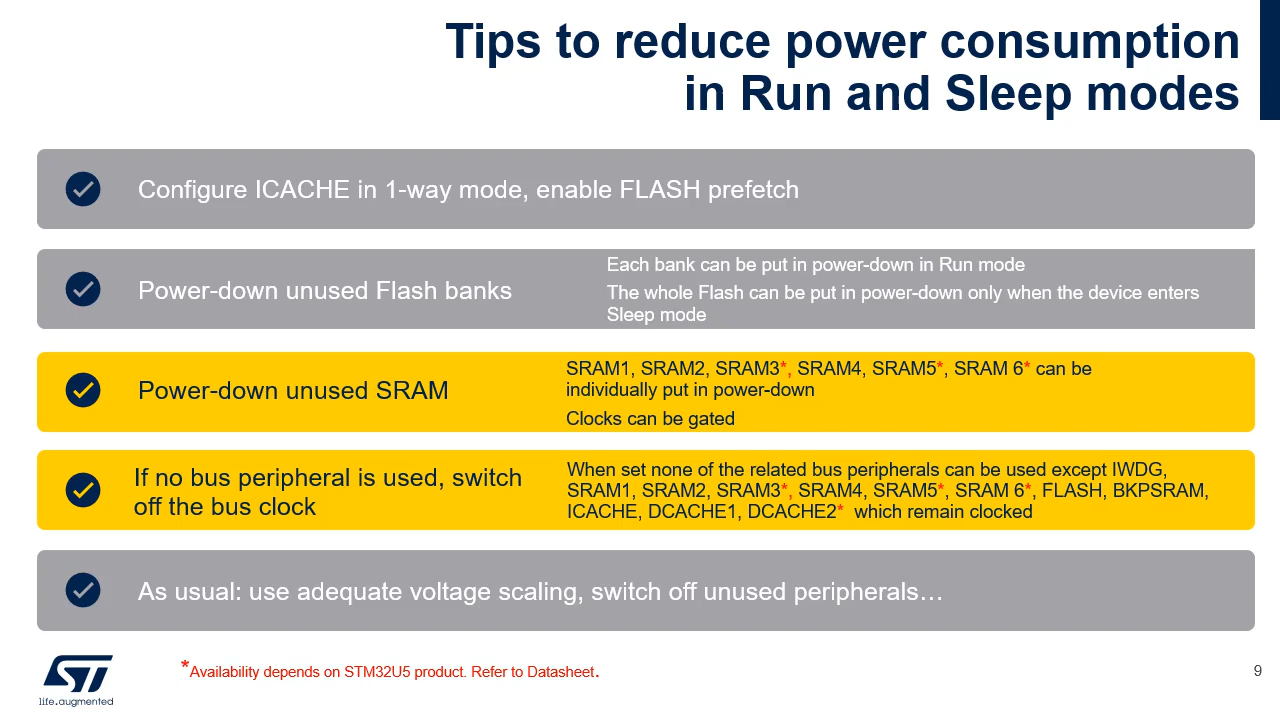 Tips to reduce power consumption
in Run and Sleep modes
Configure ICACHE in 1-way mode, enable FLASH prefetch
Power-down unused Flash banks
Each bank can be put in power-down in Run mode
The whole Flash can be put in power-down only when the device enters
Sleep mode
Power-down unused SRAM
SRAM1, SRAM2, SRAM3*, SRAM4, SRAM5*, SRAM 6* can be
individually put in power-down
Clocks can be gated
If no bus peripheral is used, switch
off the bus clock
When set none of the related bus peripherals can be used except IWDG,
SRAM1, SRAM2, SRAM3*, SRAM4, SRAM5*, SRAM 6*, FLASH, BKPSRAM,
ICACHE, DCACHE1, DCACHE2* which remain clocked
As usual: use adequate voltage scaling, switch off unused peripherals…
ST
life.augmented
*Availability depends on STM32U5 product. Refer to Datasheet.
9